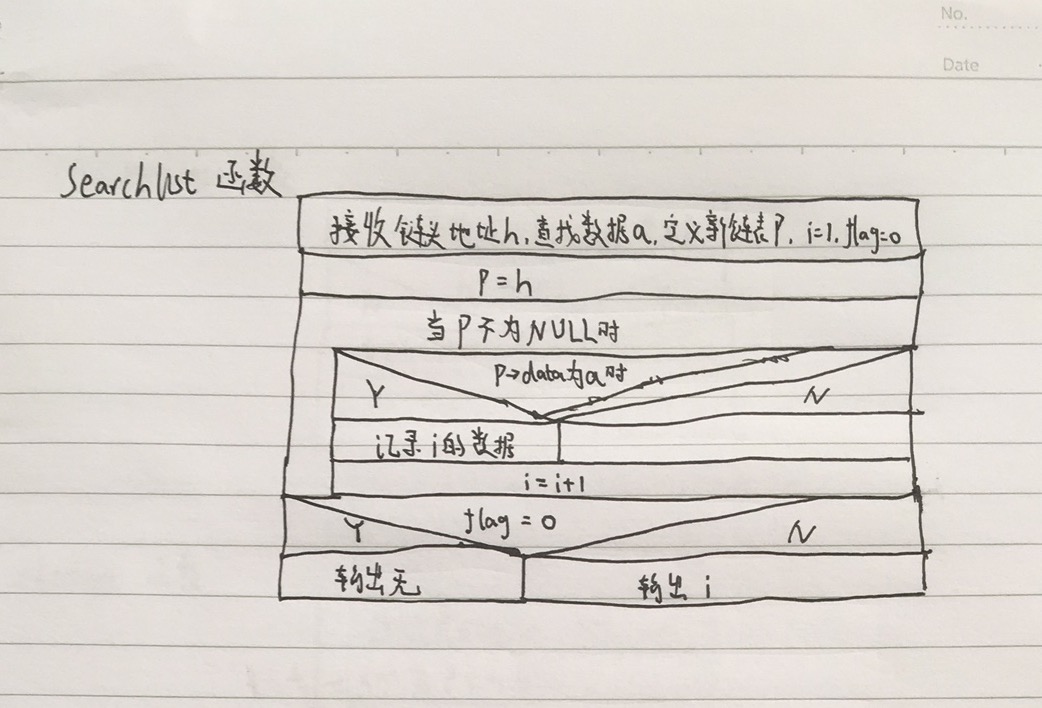 No.
Date
Searchlist 函数
接收链头地址h,查找数据a,定义新链表P,i=1,flag=0
P=h
当P不为NULL时
P→data为a时
Y
N
记录i的数据
i=i+1
flag=0
Y
N
输出无
输出i